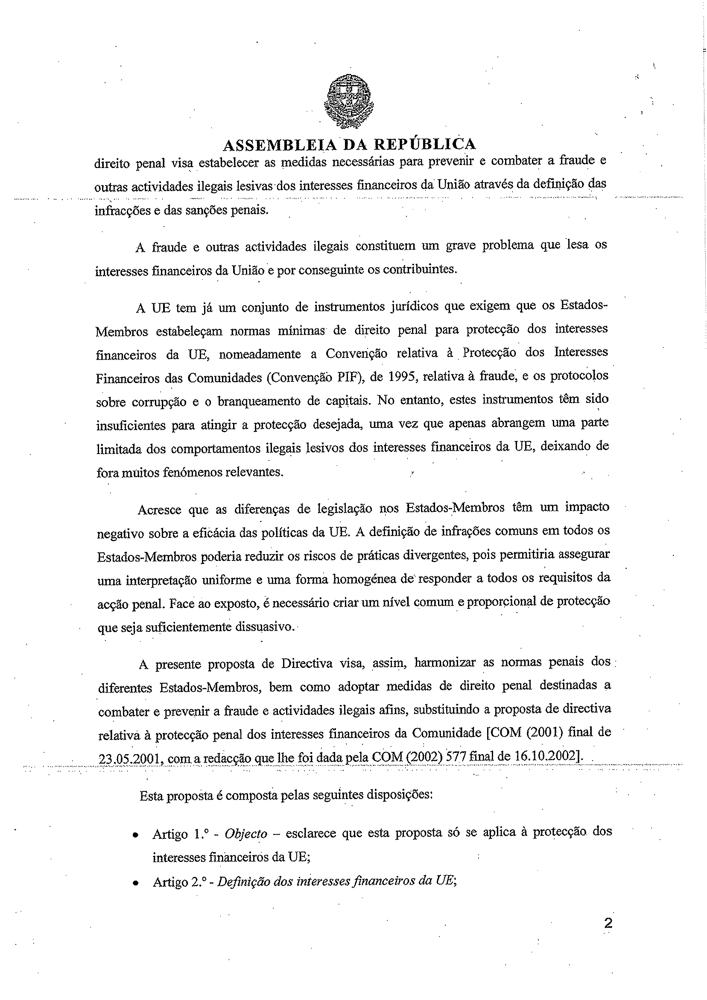 ASSEMBLEIA DA REPÚBLICA
direito penal visa estabelecer as medidas necessárias para prevenir e combater a fraude e
outras actividades ilegais lesivas dos interesses financeiros da União através da definição das
infracções e das sanções penais.
A fraude e outras actividades ilegais constituem um grave problema que lesa os
interesses financeiros da União e por conseguinte os contribuintes.
A UE tem já um conjunto de instrumentos jurídicos que exigem que os Estados-
Membros estabeleçam normas mínimas de direito penal para protecção dos interesses
financeiros da UE, nomeadamente a Convenção relativa à Protecção dos Interesses
Financeiros das Comunidades (Convenção PIF), de 1995, relativa à fraude, e os protocolos
sobre corrupção e o branqueamento de capitais. No entanto, estes instrumentos têm sido
insuficientes para atingir a protecção desejada, uma vez que apenas abrangem uma parte
limitada dos comportamentos ilegais lesivos dos interesses financeiros da UE, deixando de
fora muitos fenómenos relevantes.
Acresce que as diferenças de legislação nos Estados-Membros têm um impacto
negativo sobre a eficácia das políticas da UE. A definição de infrações comuns em todos os
Estados-Membros poderia reduzir os riscos de práticas divergentes, pois permitiria assegurar
uma interpretação uniforme e uma forma homogénea de responder a todos os requisitos da
acção penal. Face ao exposto, é necessário criar um nível comum e proporcional de protecção
que seja suficientemente dissuasivo.
A presente proposta de Directiva visa, assim, harmonizar as normas penais dos
diferentes Estados-Membros, bem como adoptar medidas de direito penal destinadas a
combater e prevenir a fraude e actividades ilegais afins, substituindo a proposta de directiva
relativa à protecção penal dos interesses financeiros da Comunidade [COM (2001) final de
23.05.2001, com a redacção que lhe foi dada pela COM (2002) 577 final de 16.10.2002].
Esta proposta é composta pelas seguintes disposições:
• Artigo 1.º - Objecto – esclarece que esta proposta só se aplica à protecção dos
interesses financeiros da UE;
• Artigo 2.º - Definição dos interesses financeiros da UE;
2